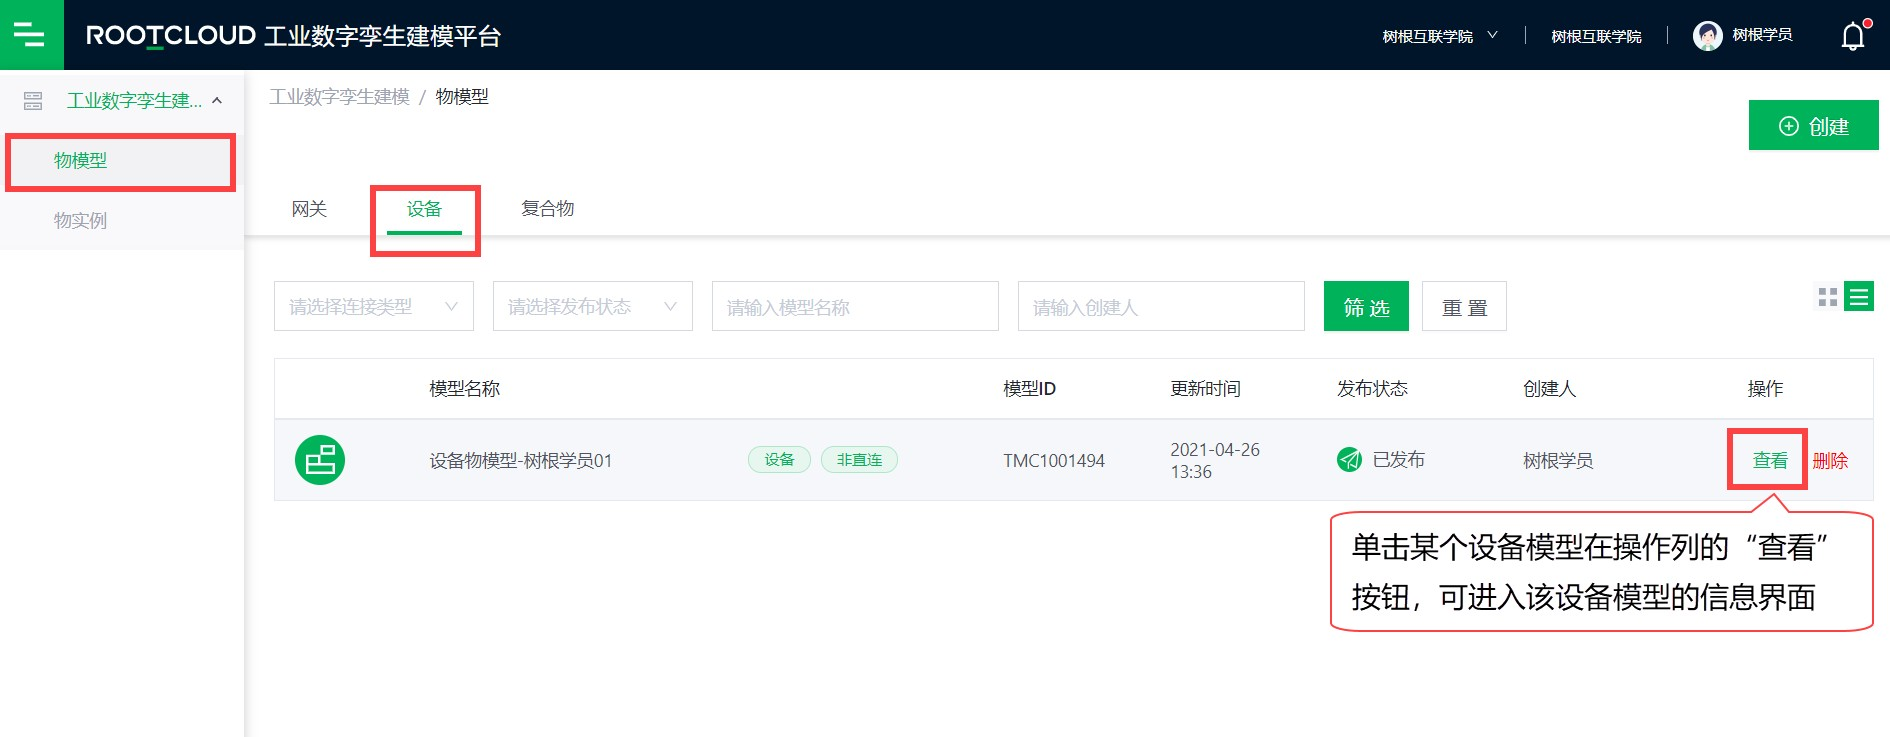 ROOTCLOUD 工业数字孪生建模平台
树根互联学院
树根互联学院
树根学员
工业数字孪生建...
物模型
物实例
工业数字孪生建模 / 物模型
创建
网关
设备
复合物
请选择连接类型
请选择发布状态
请输入模型名称
请输入创建人
筛 选
重 置
模型名称
模型ID
更新时间
发布状态
创建人
操作
设备物模型-树根学员01
设备
非直连
TMC1001494
2021-04-26
13:36
已发布
树根学员
查看
删除
单击某个设备模型在操作列的“查看”
按钮，可进入该设备模型的信息界面